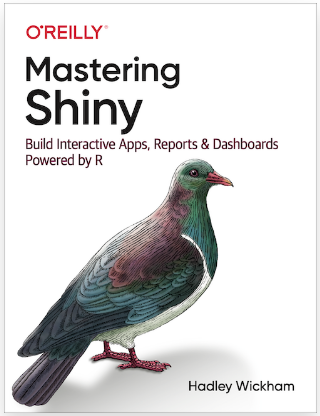 O'REILLY®
Mastering
Shiny
Build Interactive Apps, Reports & Dashboards
Powered by R
Hadley Wickham